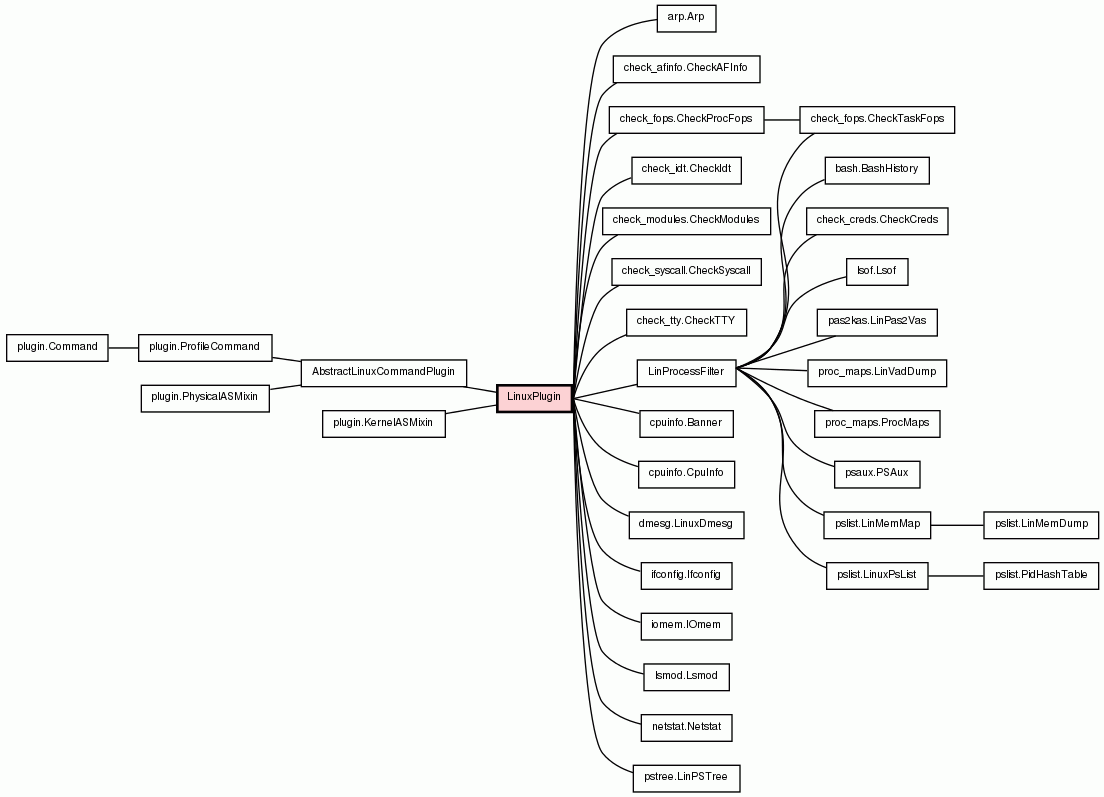 arp.Arp
check_afinfo.CheckAFInfo
check_fops.CheckProcFops
check_fops.CheckTaskFops
check_idt.CheckIdt
bash.BashHistory
check_modules.CheckModules
check_creds.CheckCreds
check_syscall.CheckSyscall
lsof.Lsof
check_tty.CheckTTY
pas2kas.LinPas2Vas
plugin.Command
plugin.ProfileCommand
AbstractLinuxCommandPlugin
LinProcessFilter
proc_maps.LinVadDump
plugin.PhysicalASMixin
LinuxPlugin
plugin.KernelASMixin
cpuinfo.Banner
proc_maps.ProcMaps
cpuinfo.CpuInfo
psaux.PSAux
dmesg.LinuxDmesg
pslist.LinMemMap
pslist.LinMemDump
ifconfig.Ifconfig
pslist.LinuxPsList
pslist.PidHashTable
iomem.IOmem
lsmod.Lsmod
netstat.Netstat
pstree.LinPSTree